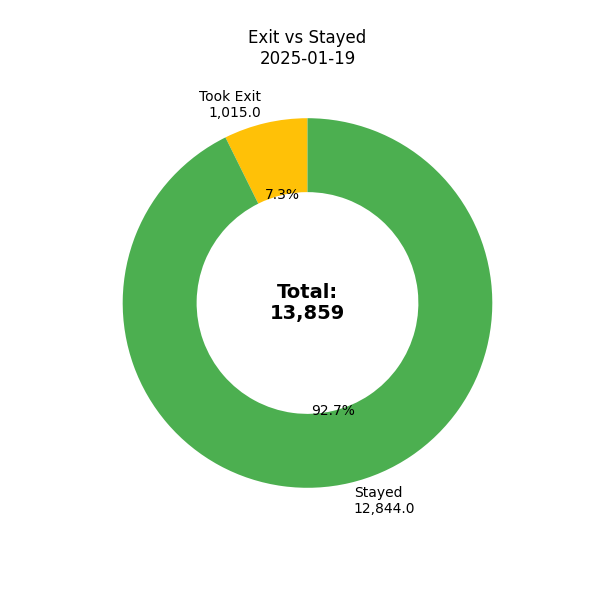 Exit vs Stayed
2025-01-19
Took Exit
1,015.0
7.3%
Total:
13,859
92.7%
Stayed
12,844.0